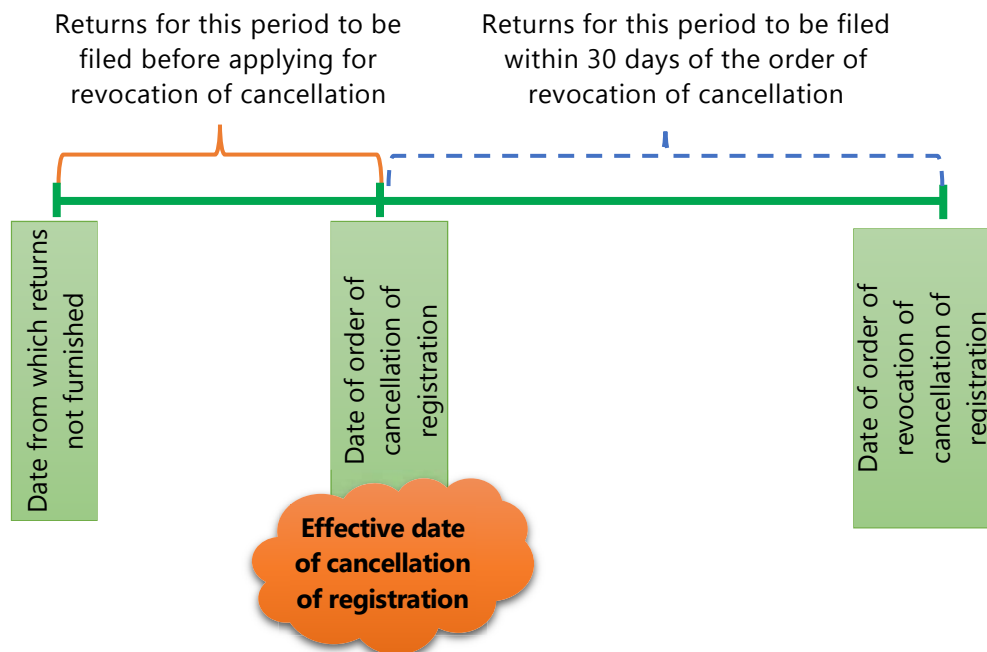 Returns for this period to be
filed before applying for
revocation of cancellation
Returns for this period to be filed
within 30 days of the order of
revocation of cancellation
Date from which returns
not furnished
Date of order of
cancellation of
registration
Date of order of
revocation of
cancellation of
registration
Effective date
of cancellation
of registration